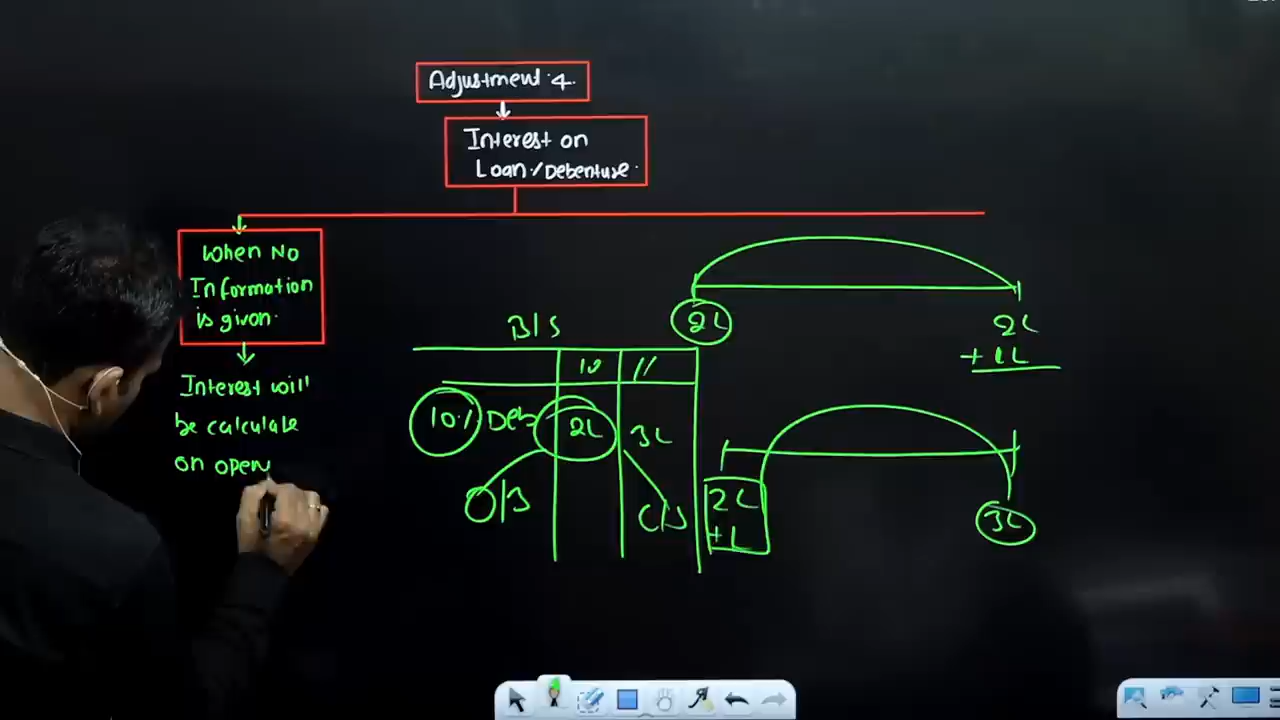 Adjustment 4.
Interest on
Loan/Debenture.
When No
Information
is given.
Interest will
be calculate
on open
B/S
10 11
10% Deb 2L 3L
O/B C/B
2L
2L
+ 1L
2L
+ L
3L